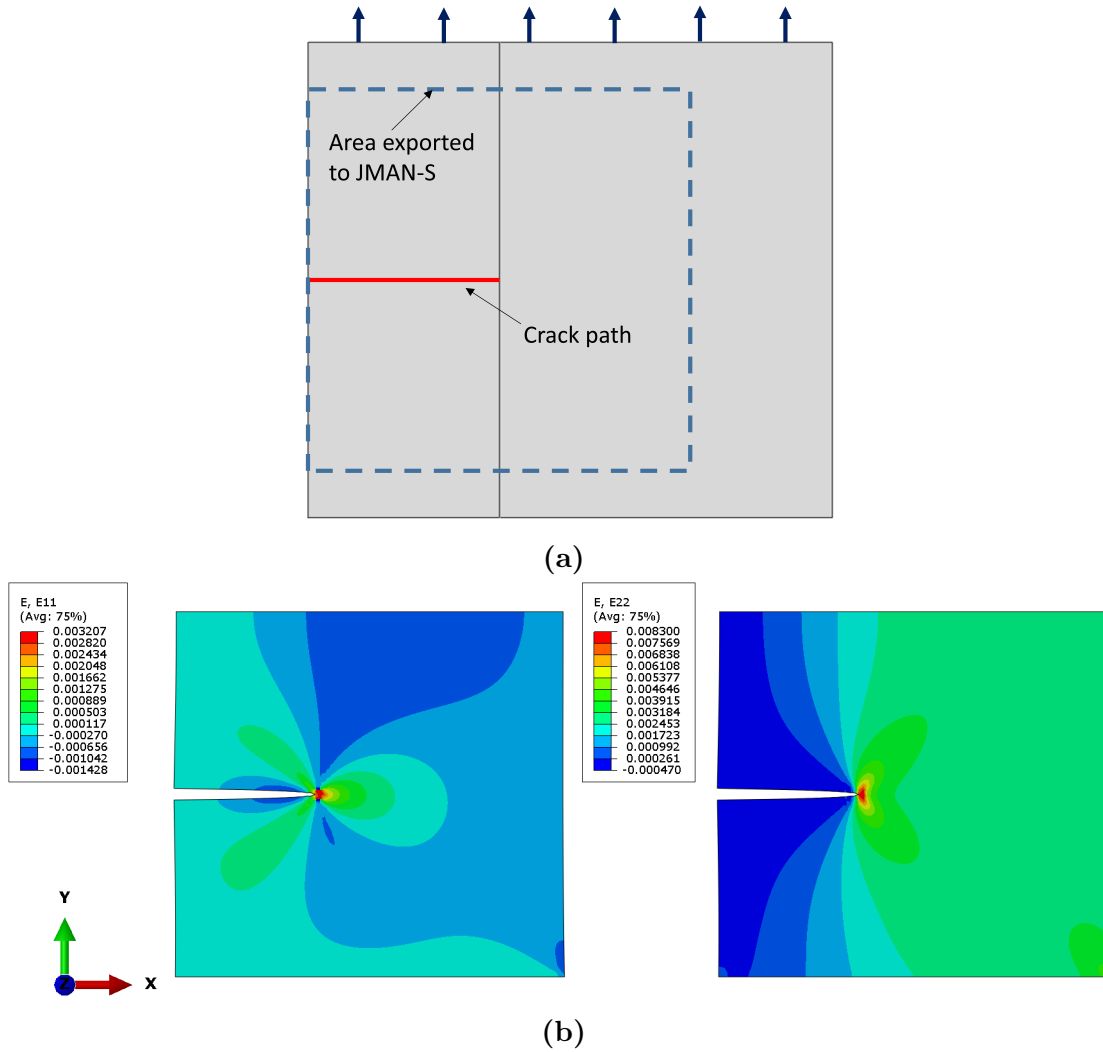 Area exported
to JMAN-S
Crack path
(a)
E, E11
(Avg: 75%)
0.003207
0.002820
0.002434
0.002048
0.001662
0.001275
0.000889
0.000503
0.000117
-0.000270
-0.000656
-0.001042
-0.001428
E, E22
(Avg: 75%)
0.008300
0.007569
0.006838
0.006108
0.005377
0.004646
0.003915
0.003184
0.002453
0.001723
0.000992
0.000261
-0.000470
Y
Z
X
(b)